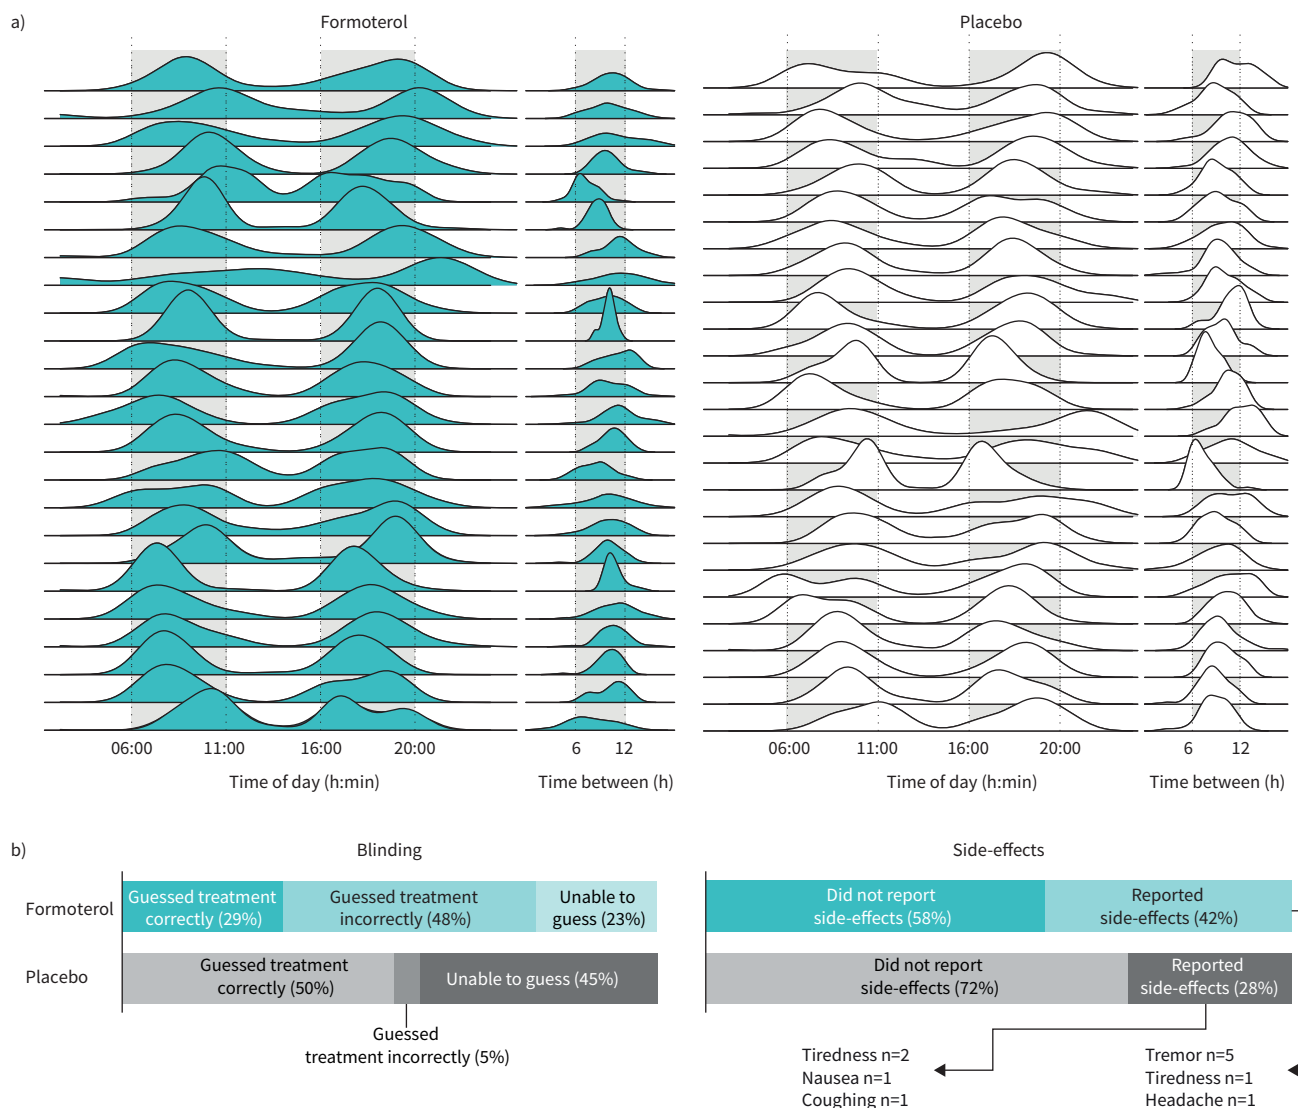 a)
Formoterol
Placebo
06:00 11:00 16:00 20:00
6 12
06:00 11:00 16:00 20:00
6 12
Time of day (h:min)
Time between (h)
Time of day (h:min)
Time between (h)
b)
Blinding
Formoterol
Guessed treatment
correctly (29%)
Guessed treatment
incorrectly (48%)
Unable to
guess (23%)
Placebo
Guessed treatment
correctly (50%)
Unable to guess (45%)
Guessed
treatment incorrectly (5%)
Side-effects
Did not report
side-effects (58%)
Reported
side-effects (42%)
Did not report
side-effects (72%)
Reported
side-effects (28%)
Tiredness n=2
Nausea n=1
Coughing n=1
Tremor n=5
Tiredness n=1
Headache n=1